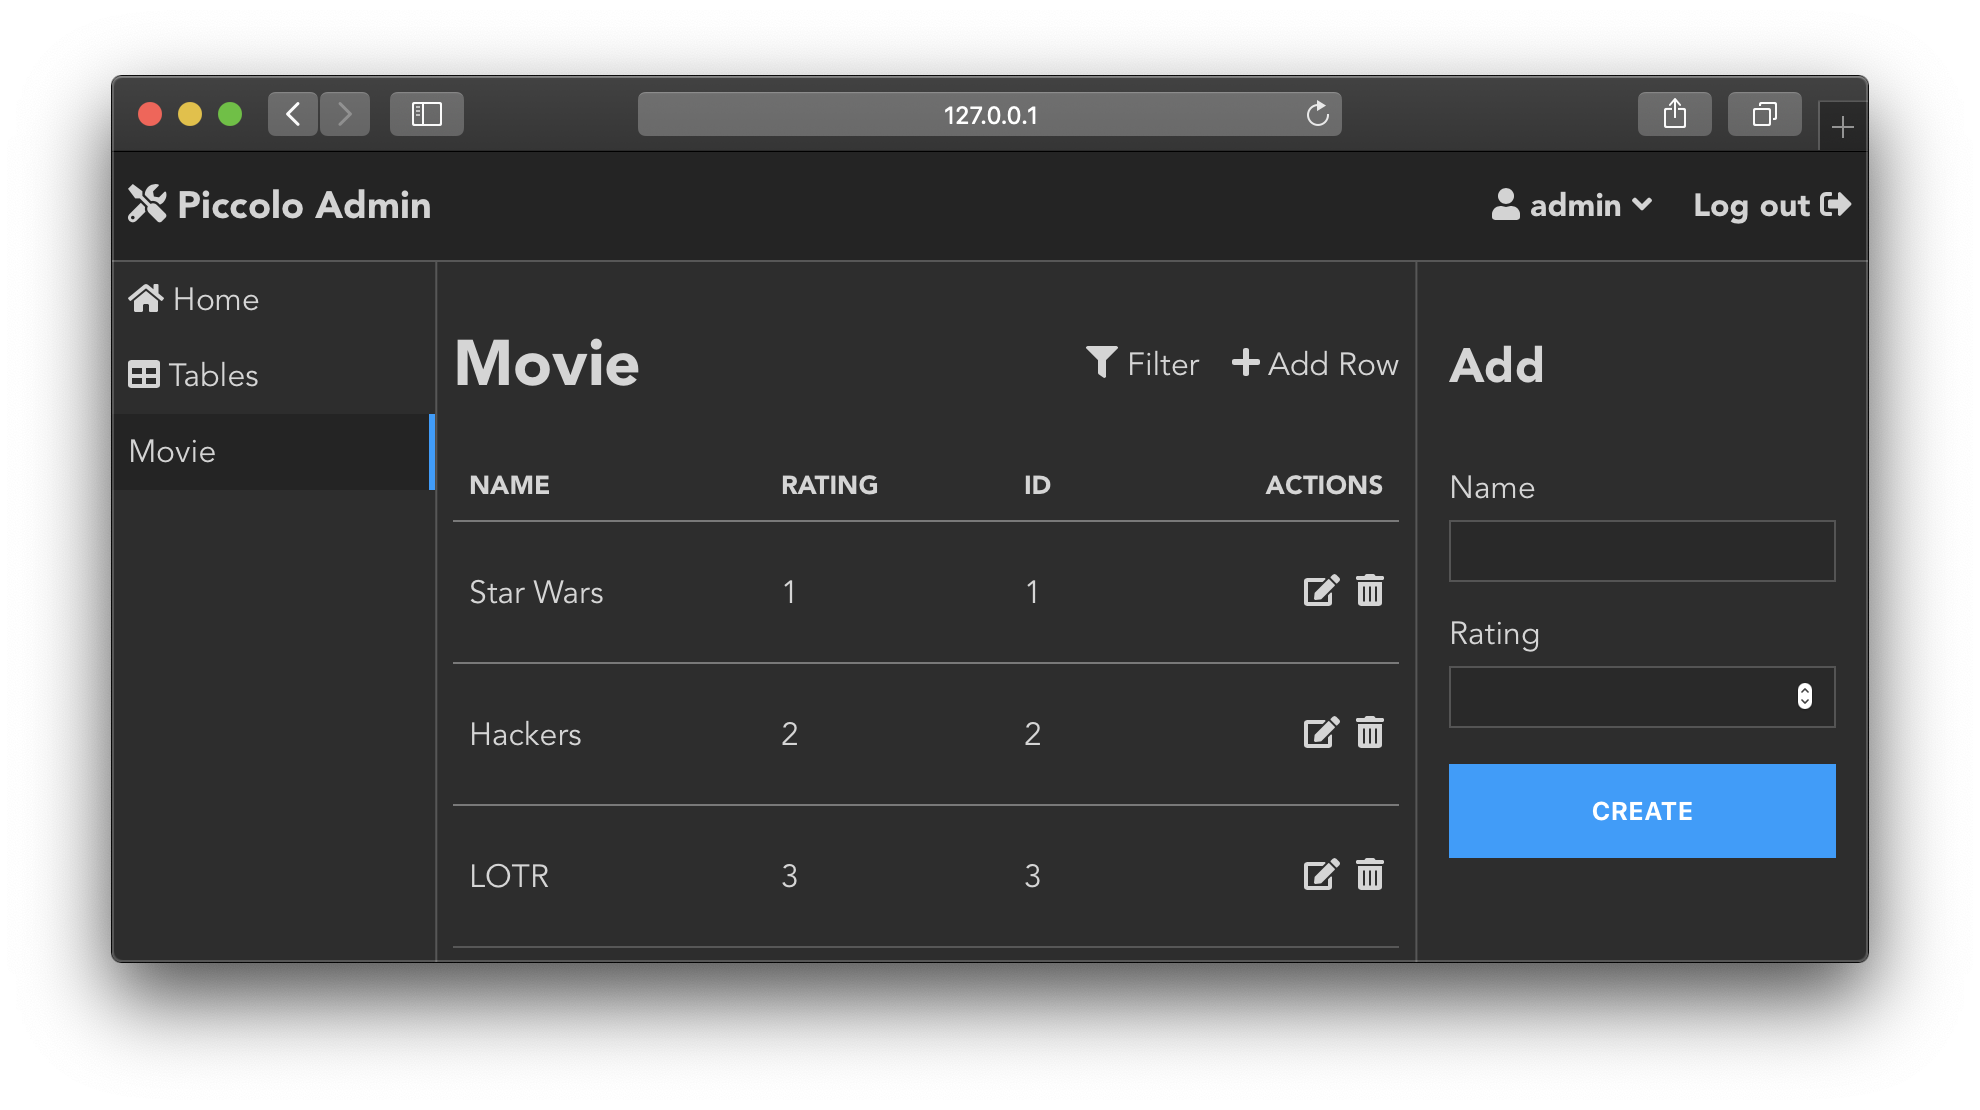 127.0.0.1
Piccolo Admin
admin
Log out
Home
Tables
Movie
Movie
Filter
Add Row
NAME RATING ID ACTIONS
Star Wars 1 1
Hackers 2 2
LOTR 3 3
Add
Name
Rating
CREATE